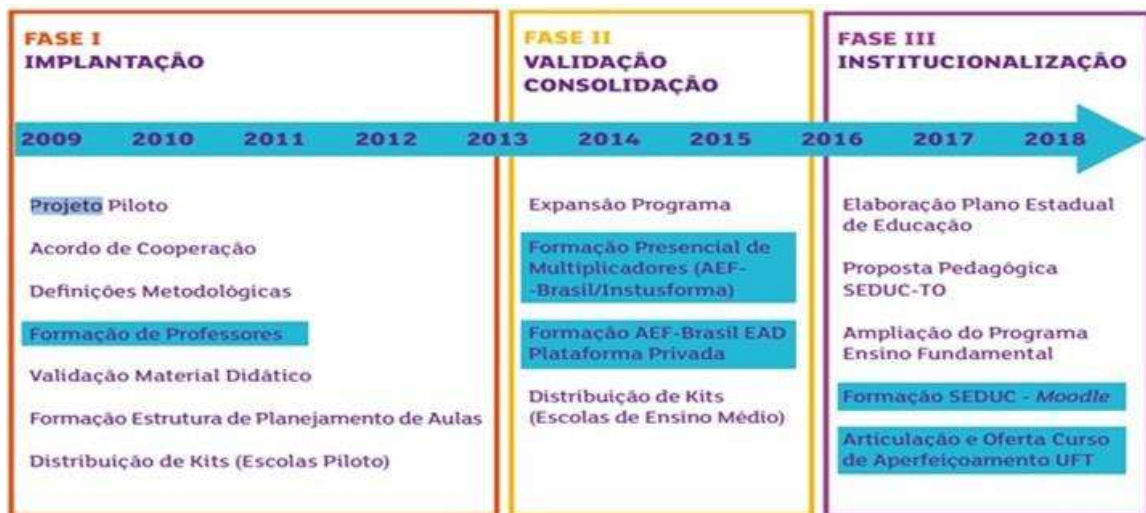 FASE I
IMPLANTAÇÃO
FASE II
VALIDAÇÃO
CONSOLIDAÇÃO
FASE III
INSTITUCIONALIZAÇÃO
2009 2010 2011 2012 2013 2014 2015 2016 2017 2018
Projeto Piloto
Acordo de Cooperação
Definições Metodológicas
Formação de Professores
Validação Material Didático
Formação Estrutura de Planejamento de Aulas
Distribuição de Kits (Escolas Piloto)
Expansão Programa
Formação Presencial de
Multiplicadores (AEF-
-Brasil/Instusforma)
Formação AEF-Brasil EAD
Plataforma Privada
Distribuição de Kits
(Escolas de Ensino Médio)
Elaboração Plano Estadual
de Educação
Proposta Pedagógica
SEDUC-TO
Ampliação do Programa
Ensino Fundamental
Formação SEDUC - Moodle
Articulação e Oferta Curso
de Aperfeiçoamento UFT